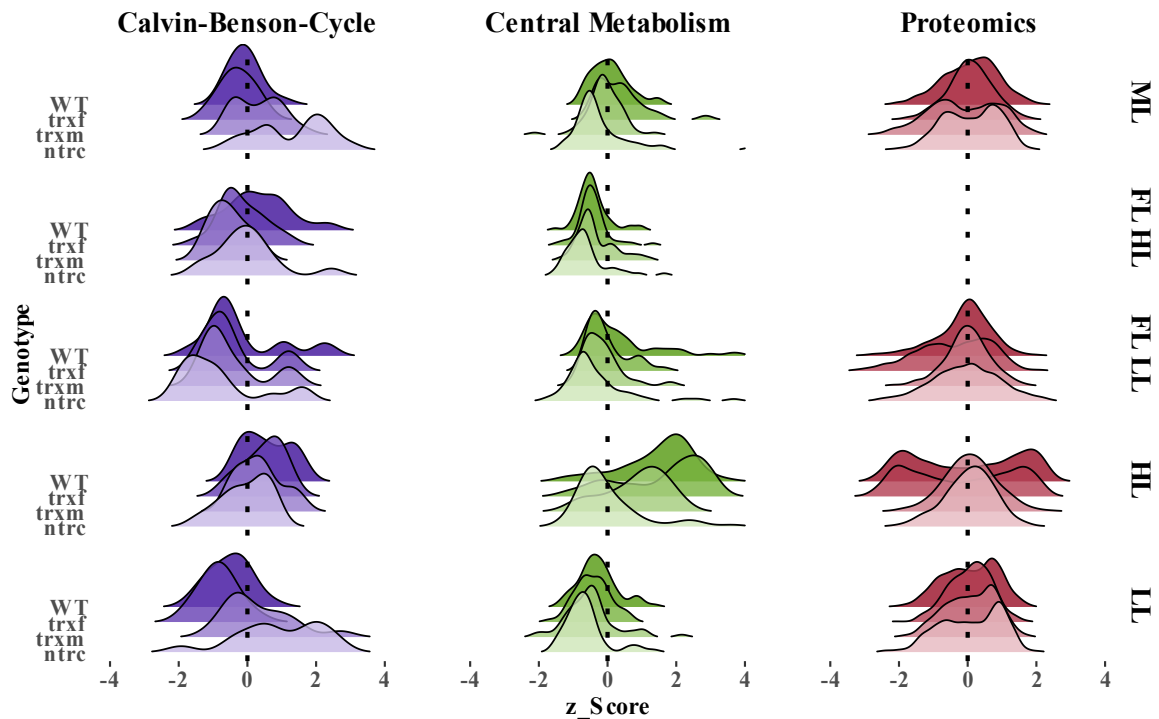 Calvin-Benson-Cycle Central Metabolism Proteomics
WT
trxf
trxm
ntrc
ML
WT
trxf
trxm
ntrc
FL HL
Genotype
WT
trxf
trxm
ntrc
FL LL
WT
trxf
trxm
ntrc
HL
WT
trxf
trxm
ntrc
LL
-4 -2 0 2 4 -4 -2 0 2 4 -4 -2 0 2 4
z_Score